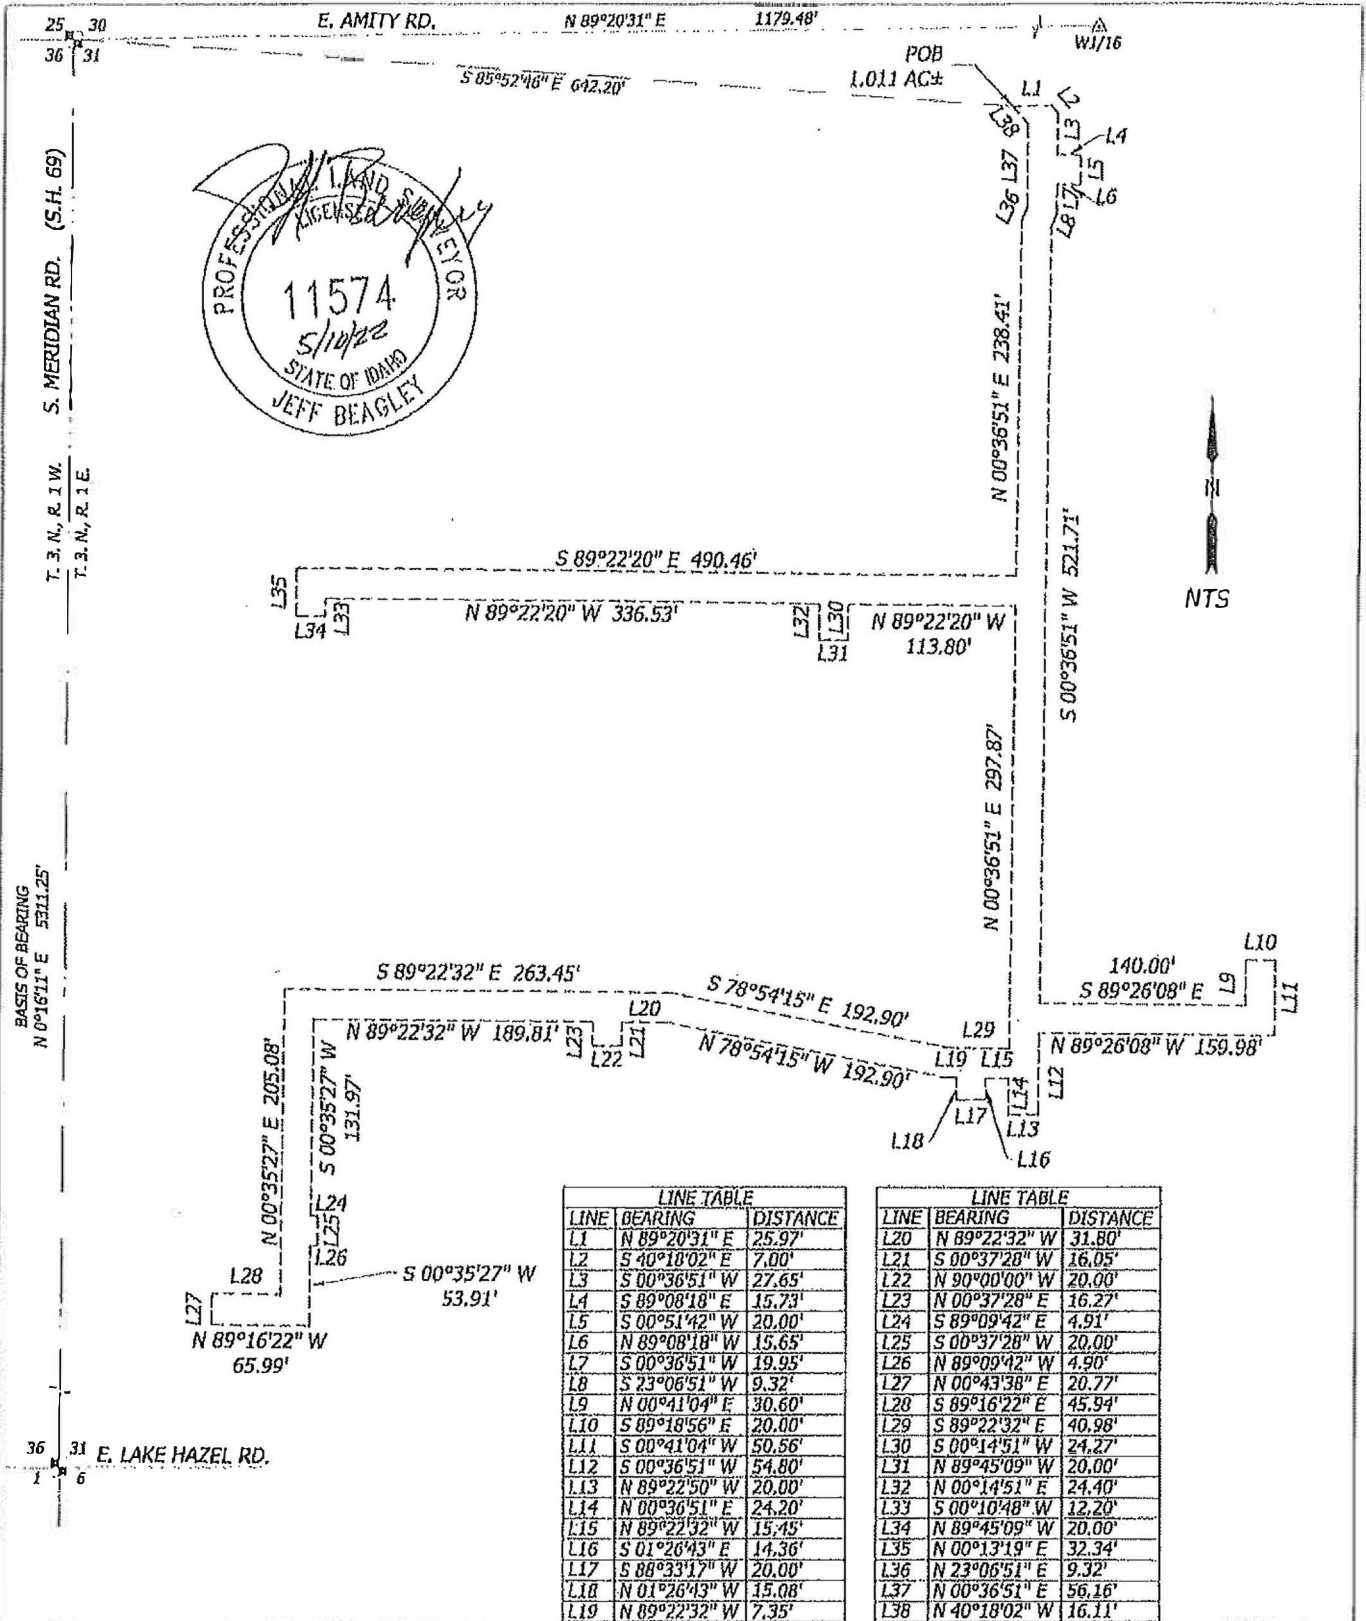 E. AMITY RD.
N 89°20'31" E
1179.48'
25
30
36
31
W1/16
S 85°52'46" E 642.20'
POB
1.011 AC±
L1
L2
L3
L4
L5
L6
L7
L8
L38
L37
L36
S. MERIDIAN RD. (S.H. 69)
T. 3 N., R. 1 W.
T. 3 N., R. 1 E.
PROFESSIONAL LAND SURVEYOR
LICENSED
11574
5/10/22
STATE OF IDAHO
JEFF BEAGLEY
N 00°36'51" E 238.41'
S 00°36'51" W 521.71'
N
NTS
S 89°22'20" E 490.46'
L35
L34
L33
N 89°22'20" W 336.53'
L32
L30
L31
N 89°22'20" W
113.80'
N 00°36'51" E 297.87'
BASIS OF BEARING
N 0°16'11" E 5311.25'
S 89°22'32" E 263.45'
L20
S 78°54'15" E 192.90'
L29
140.00'
S 89°26'08" E
L9
L10
L11
N 89°22'32" W 189.81'
L23
L22
L21
N 78°54'15" W 192.90'
L19
L15
N 89°26'08" W 159.98'
L12
L14
L13
L17
L18
L16
N 00°35'27" E 205.08'
S 00°35'27" W
131.97'
L24
L25
L26
S 00°35'27" W
53.91'
L28
L27
N 89°16'22" W
65.99'
36
31
E. LAKE HAZEL RD.
1
6
LINE TABLE
LINE BEARING DISTANCE
L1 N 89°20'31" E 25.97'
L2 S 40°18'02" E 7.00'
L3 S 00°36'51" W 27.65'
L4 S 89°08'18" E 15.73'
L5 S 00°51'42" W 20.00'
L6 N 89°08'18" W 15.65'
L7 S 00°36'51" W 19.95'
L8 S 23°06'51" W 9.32'
L9 N 00°41'04" E 30.60'
L10 S 89°18'56" E 20.00'
L11 S 00°41'04" W 50.56'
L12 S 00°36'51" W 54.80'
L13 N 89°22'50" W 20.00'
L14 N 00°36'51" E 24.20'
L15 N 89°22'32" W 15.45'
L16 S 01°26'43" E 14.36'
L17 S 88°33'17" W 20.00'
L18 N 01°26'43" W 15.08'
L19 N 89°22'32" W 7.35'
LINE TABLE
LINE BEARING DISTANCE
L20 N 89°22'32" W 31.80'
L21 S 00°37'28" W 16.05'
L22 N 90°00'00" W 20.00'
L23 N 00°37'28" E 16.27'
L24 S 89°09'42" E 4.91'
L25 S 00°37'28" W 20.00'
L26 N 89°09'42" W 4.90'
L27 N 00°43'38" E 20.77'
L28 S 89°16'22" E 45.94'
L29 S 89°22'32" E 40.98'
L30 S 00°14'51" W 24.27'
L31 N 89°45'09" W 20.00'
L32 N 00°14'51" E 24.40'
L33 S 00°10'48" W 12.20'
L34 N 89°45'09" W 20.00'
L35 N 00°13'19" E 32.34'
L36 N 23°06'51" E 9.32'
L37 N 00°36'51" E 56.16'
L38 N 40°18'02" W 16.11'